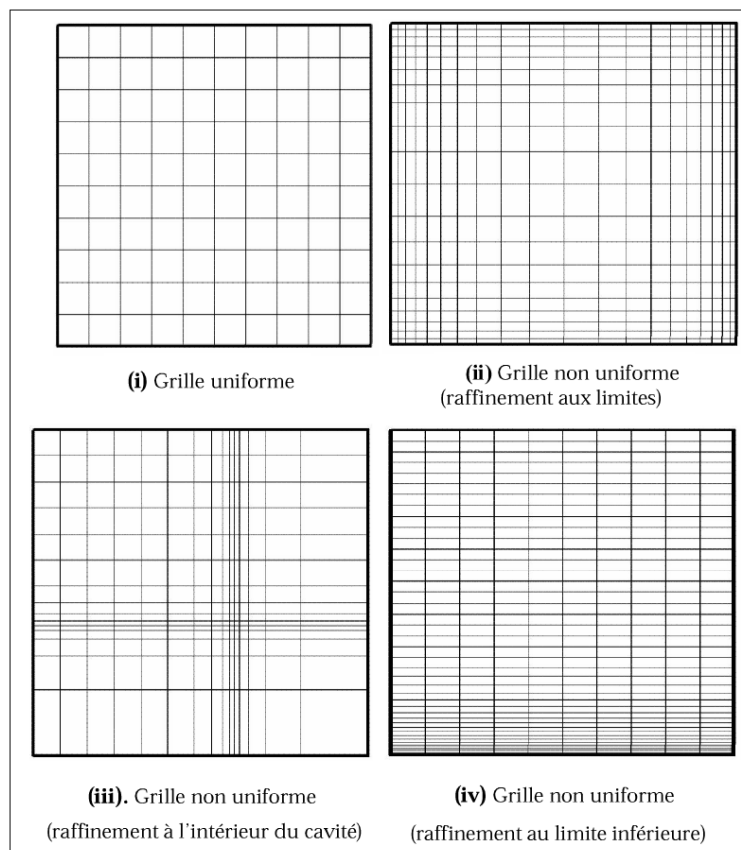 (i) Grille uniforme
(ii) Grille non uniforme
(raffinement aux limites)
(iii). Grille non uniforme
(raffinement à l'intérieur du cavité)
(iv) Grille non uniforme
(raffinement au limite inférieure)